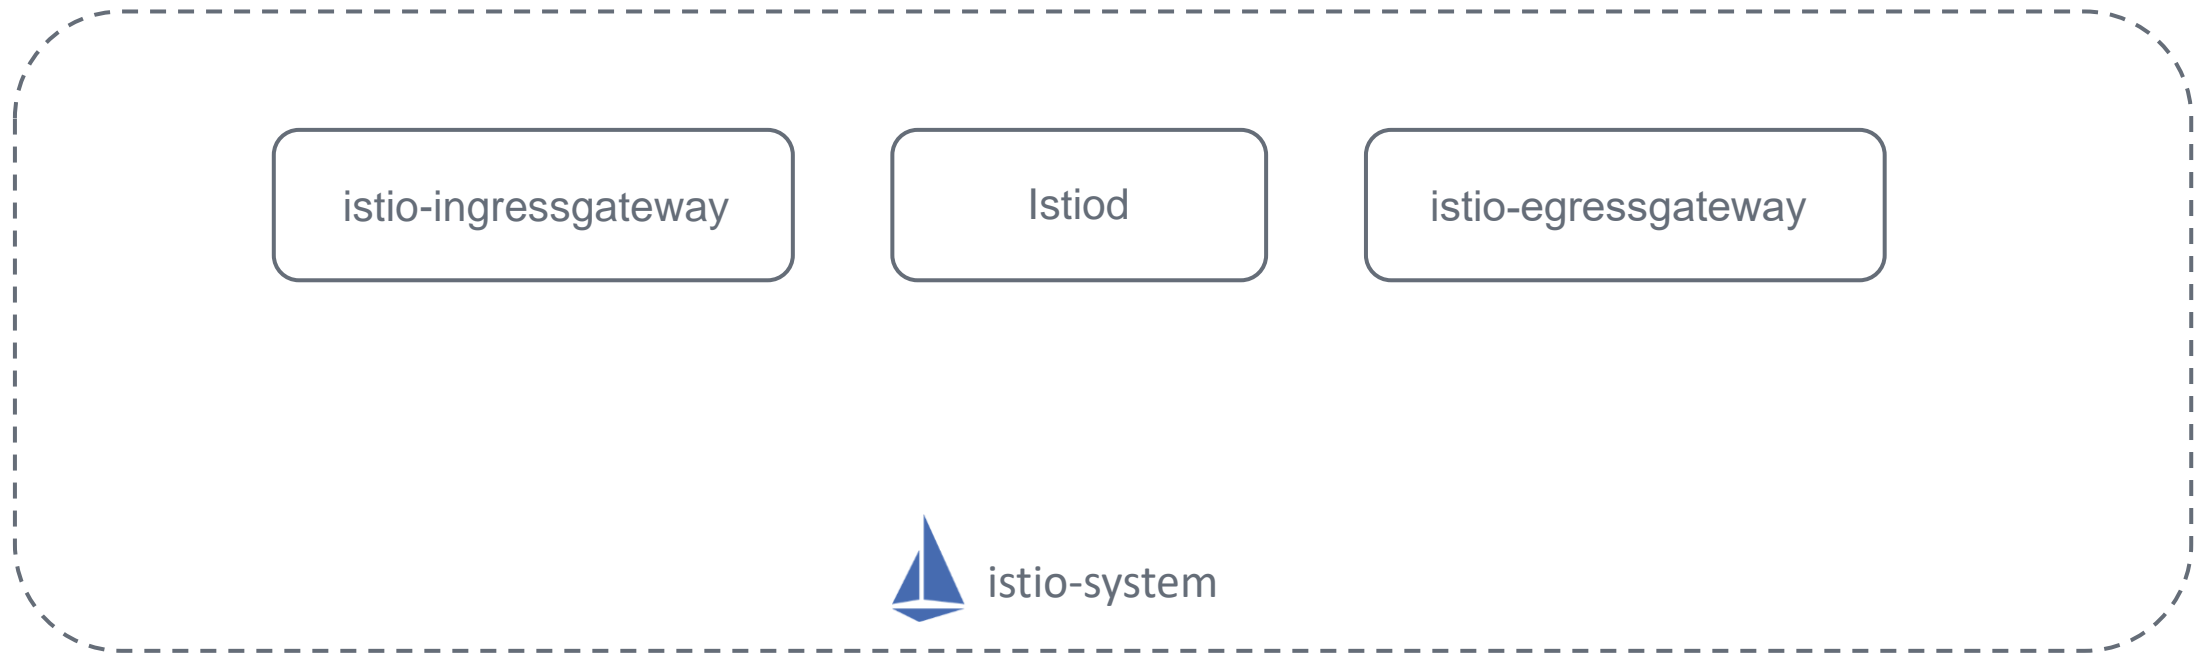 istio-ingressgateway
Istiod
istio-egressgateway
istio-system